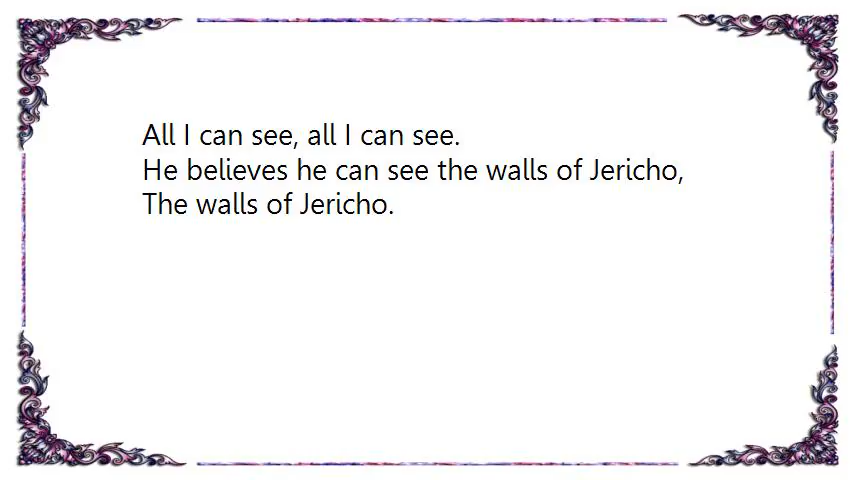 All I can see, all I can see.
He believes he can see the walls of Jericho,
The walls of Jericho.